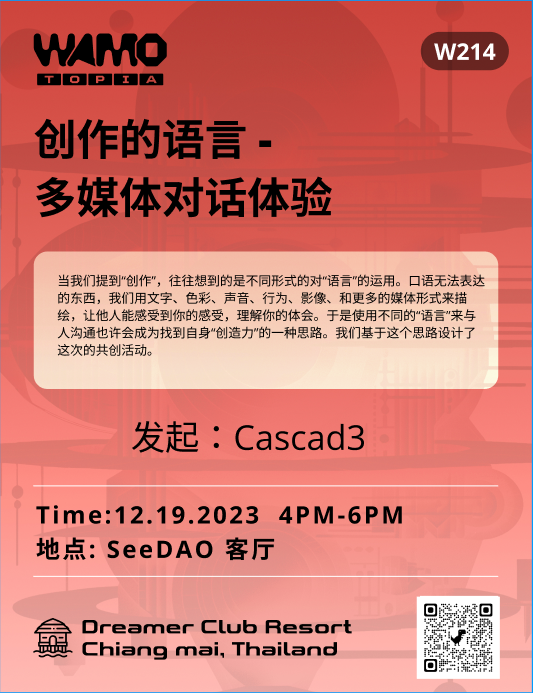 WAMO
TOPIA
W214
创作的语言 -
多媒体对话体验
当我们提到“创作”，往往想到的是不同形式的对“语言”的运用。口语无法表达
的东西，我们用文字、色彩、声音、行为、影像、和更多的媒体形式来描
绘，让他人能感受到你的感受，理解你的体会。于是使用不同的“语言”来与
人沟通也许会成为找到自身“创造力”的一种思路。我们基于这个思路设计了
这次的共创活动。
发起：Cascad3
Time:12.19.2023 4PM-6PM
地点: SeeDAO 客厅
Dreamer Club Resort
Chiang mai, Thailand